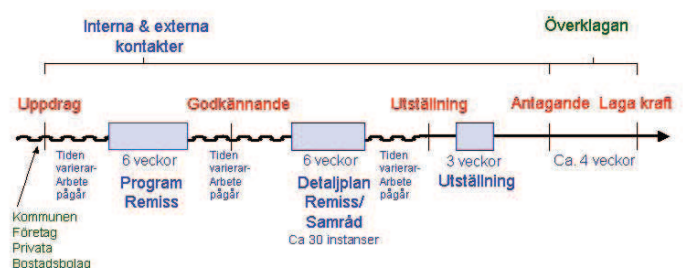 Interna & externa
kontakter
Överklagan
Uppdrag
Godkännande
Utställning
Antagande
Laga kraft
Tiden
varierar-
Arbete
pågår
6 veckor
Program
Remiss
Tiden
varierar-
Arbete
pågår
6 veckor
Detaljplan
Remiss/
Samråd
Ca 30 instanser
Tiden
varierar-
Arbete
pågår
3 veckor
Utställning
Ca. 4 veckor
Kommunen
Företag
Privata
Bostadsbolag